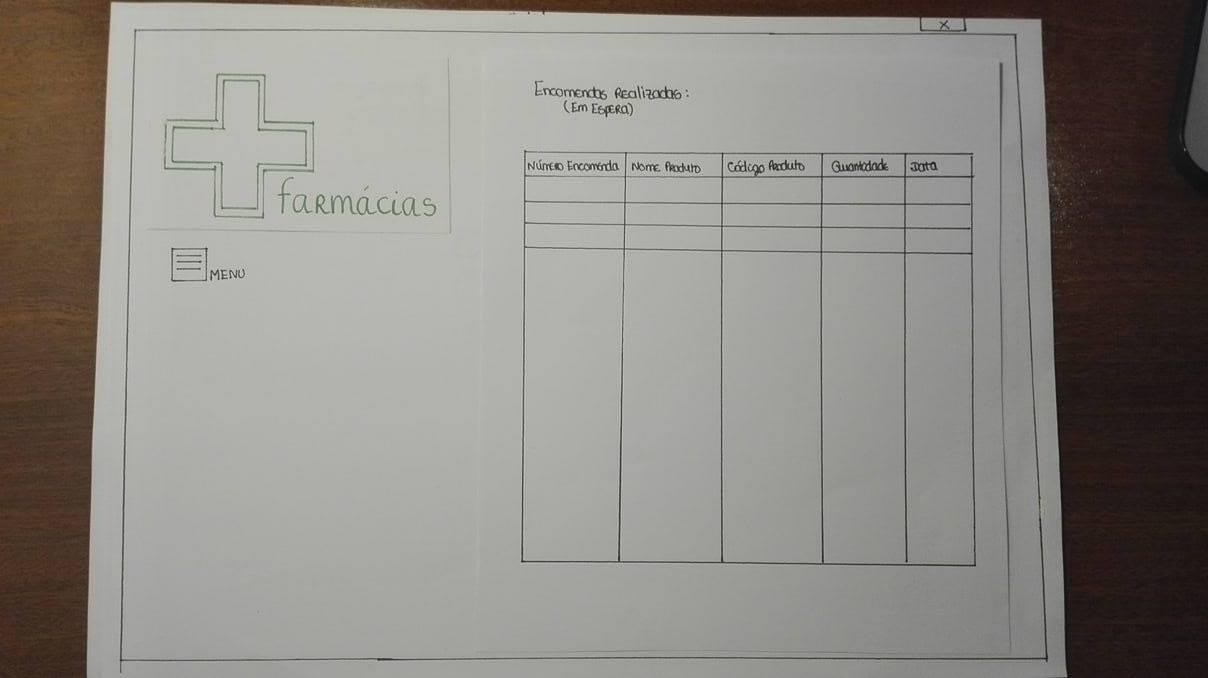 X
farmácias
MENU
Encomendas Realizadas:
(Em Espera)
Número Encomenda Nome Produto Código Produto Quantidade Data